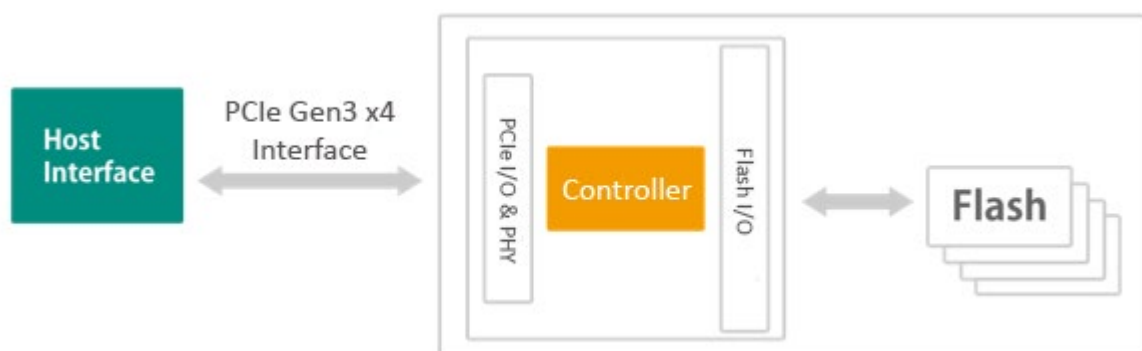 Host
Interface
PCIe Gen3 x4
Interface
PCIe I/O & PHY
Controller
Flash I/O
Flash